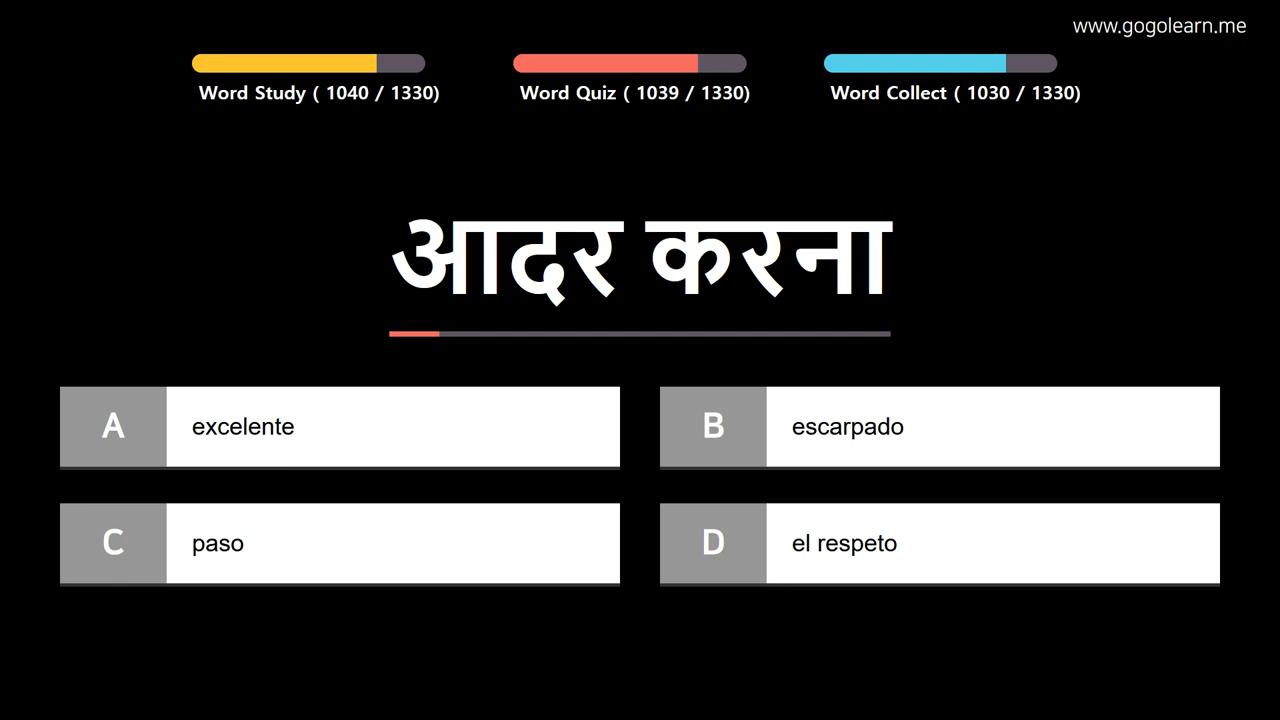 www.gogolearn.me
Word Study ( 1040 / 1330)
Word Quiz ( 1039 / 1330)
Word Collect ( 1030 / 1330)
आदर करना
A excelente
B escarpado
C paso
D el respeto